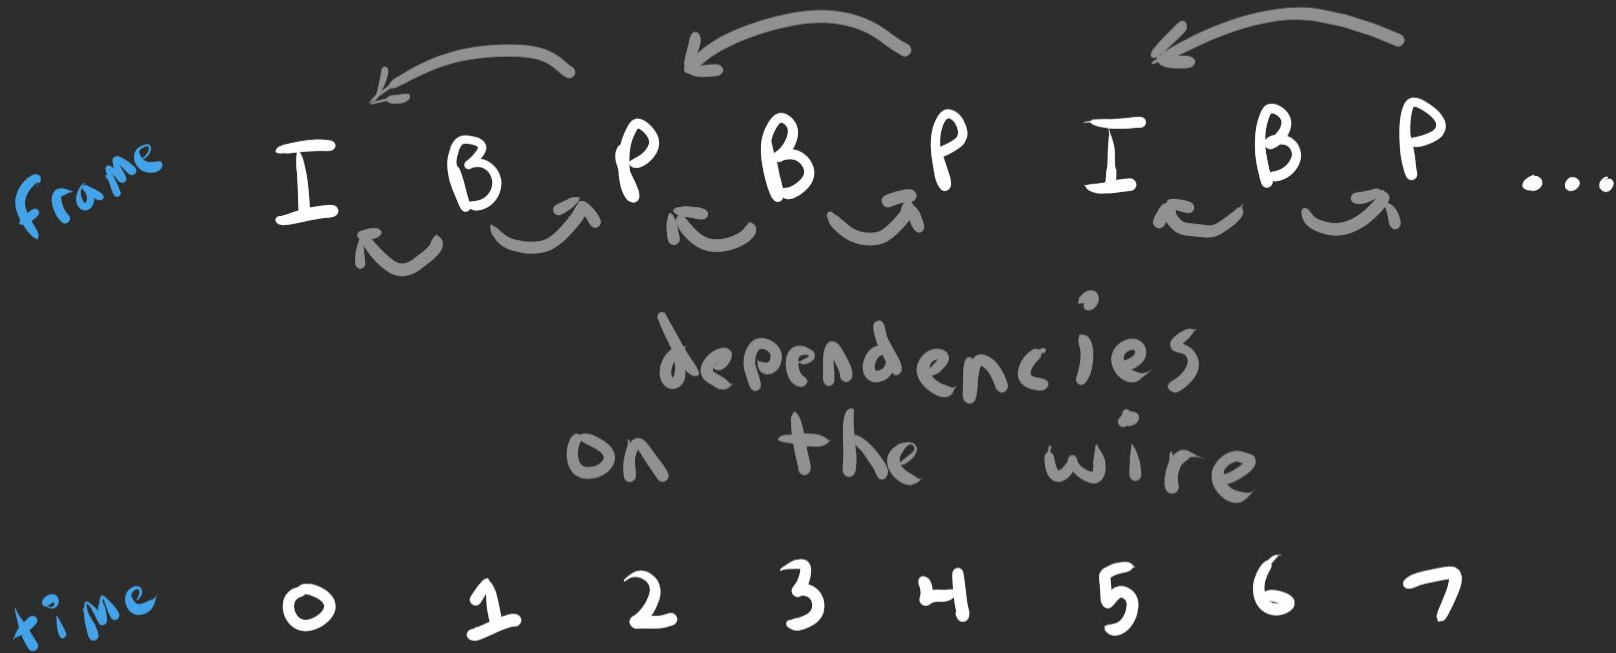 frame I B P B P I B P ...
dependencies
on the wire
time 0 1 2 3 4 5 6 7